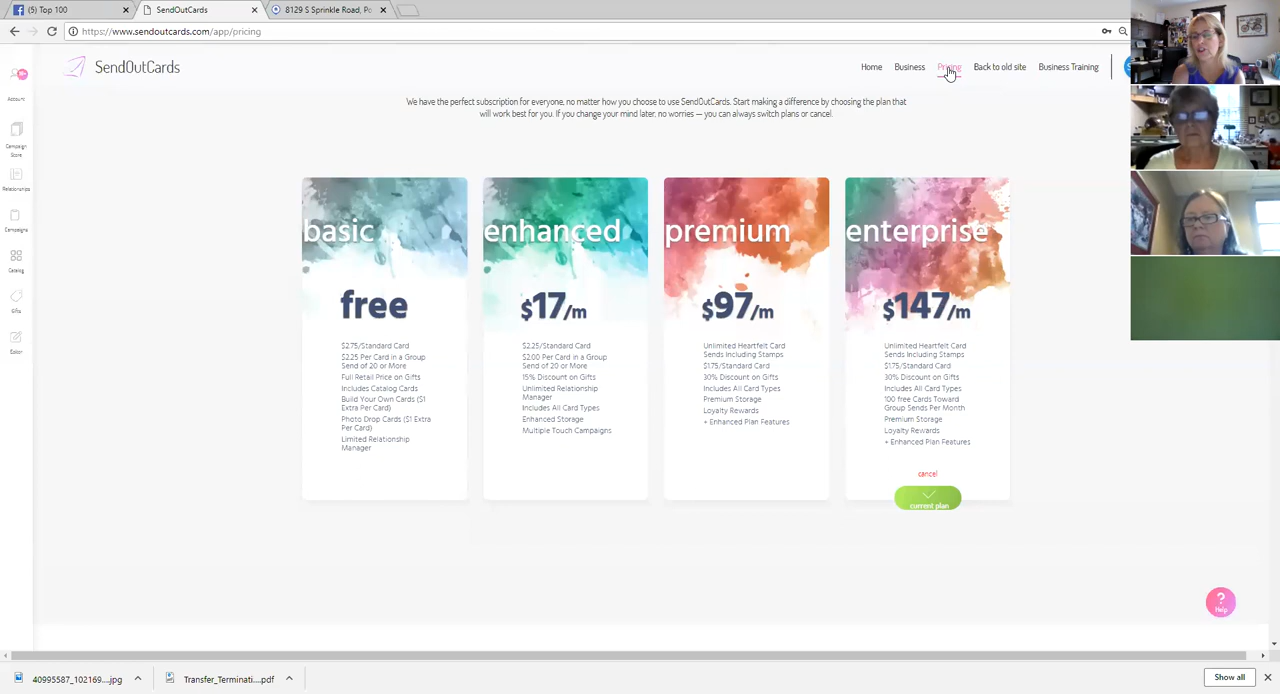 (5) Top 100
SendOutCards
8129 S Sprinkle Road, Po
https://www.sendoutcards.com/app/pricing
SendOutCards
Home
Business
Pricing
Back to old site
Business Training
Account
Campaign
Store
Relationships
Campaigns
Catalog
Gifts
Editor
We have the perfect subscription for everyone, no matter how you choose to use SendOutCards. Start making a difference by choosing the plan that
will work best for you. If you change your mind later, no worries — you can always switch plans or cancel.
basic
free
$2.75/Standard Card
$2.25 Per Card in a Group
Send of 20 or More
Full Retail Price on Gifts
Includes Catalog Cards
Build Your Own Cards ($1
Extra Per Card)
Photo Drop Cards ($1 Extra
Per Card)
Limited Relationship
Manager
enhanced
$17/m
$2.25/Standard Card
$2.00 Per Card in a Group
Send of 20 or More
15% Discount on Gifts
Unlimited Relationship
Manager
Includes All Card Types
Enhanced Storage
Multiple Touch Campaigns
premium
$97/m
Unlimited Heartfelt Card
Sends Including Stamps
$1.75/Standard Card
30% Discount on Gifts
Includes All Card Types
Premium Storage
Loyalty Rewards
+ Enhanced Plan Features
enterprise
$147/m
Unlimited Heartfelt Card
Sends Including Stamps
$1.75/Standard Card
30% Discount on Gifts
Includes All Card Types
100 free Cards Toward
Group Sends Per Month
Premium Storage
Loyalty Rewards
+ Enhanced Plan Features
cancel
current plan
?
Help
40995587_102169....jpg
Transfer_Terminati....pdf
Show all